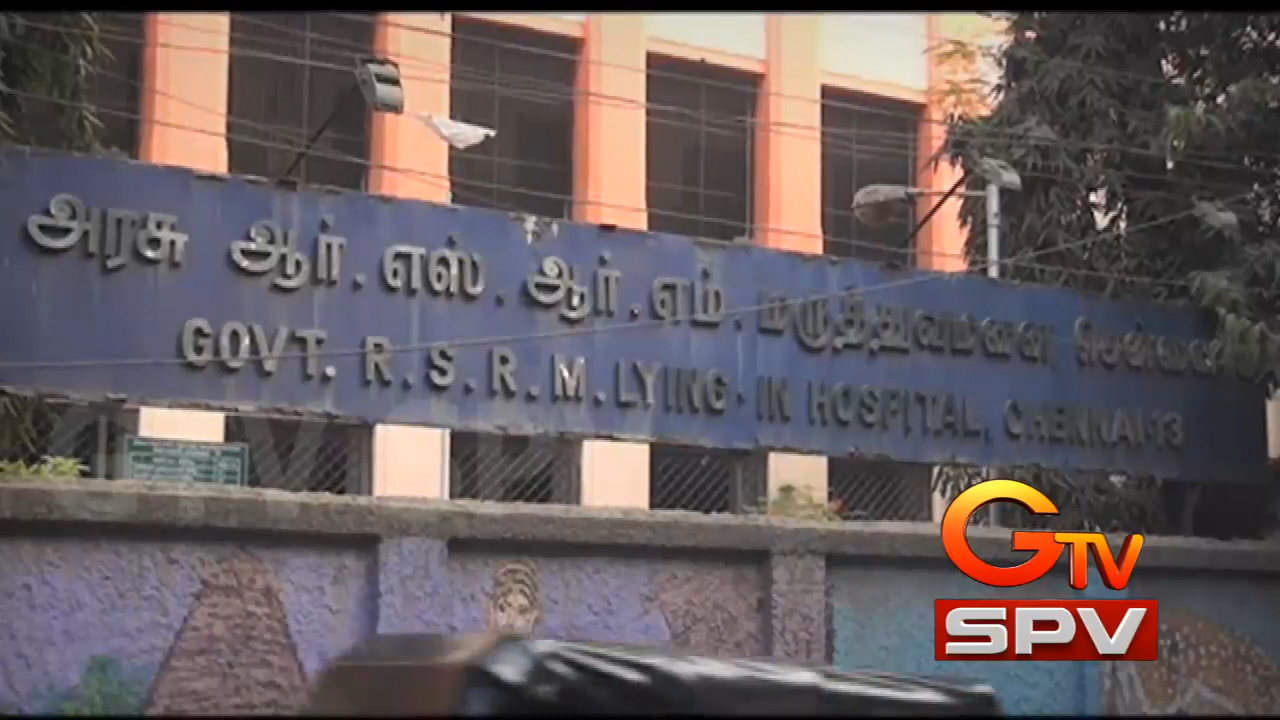 அரசு ஆர்.எஸ்.ஆர்.எம். மருத்துவமனை, சென்னை
GOVT. R.S.R.M. LYING-IN HOSPITAL, CHENNAI-13
GTV
SPV